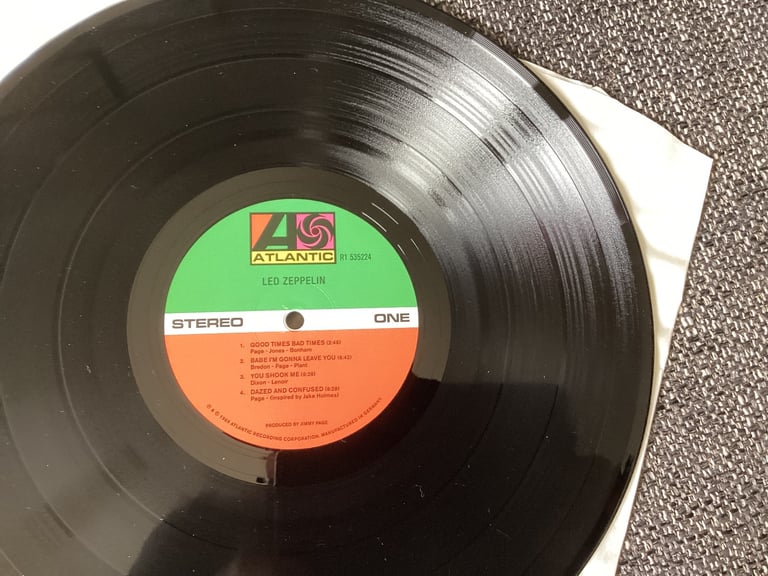 ATLANTIC
R1 535224
LED ZEPPELIN
STEREO ONE
1. GOOD TIMES BAD TIMES (2:46)
Page - Jones - Bonham
2. BABE I'M GONNA LEAVE YOU (6:42)
Bredon - Page - Plant
3. YOU SHOOK ME (6:28)
Dixon - Lenoir
4. DAZED AND CONFUSED (6:28)
Page - (Inspired by Jake Holmes)
PRODUCED BY JIMMY PAGE
℗ © 1969 ATLANTIC RECORDING CORPORATION. MANUFACTURED IN GERMANY.